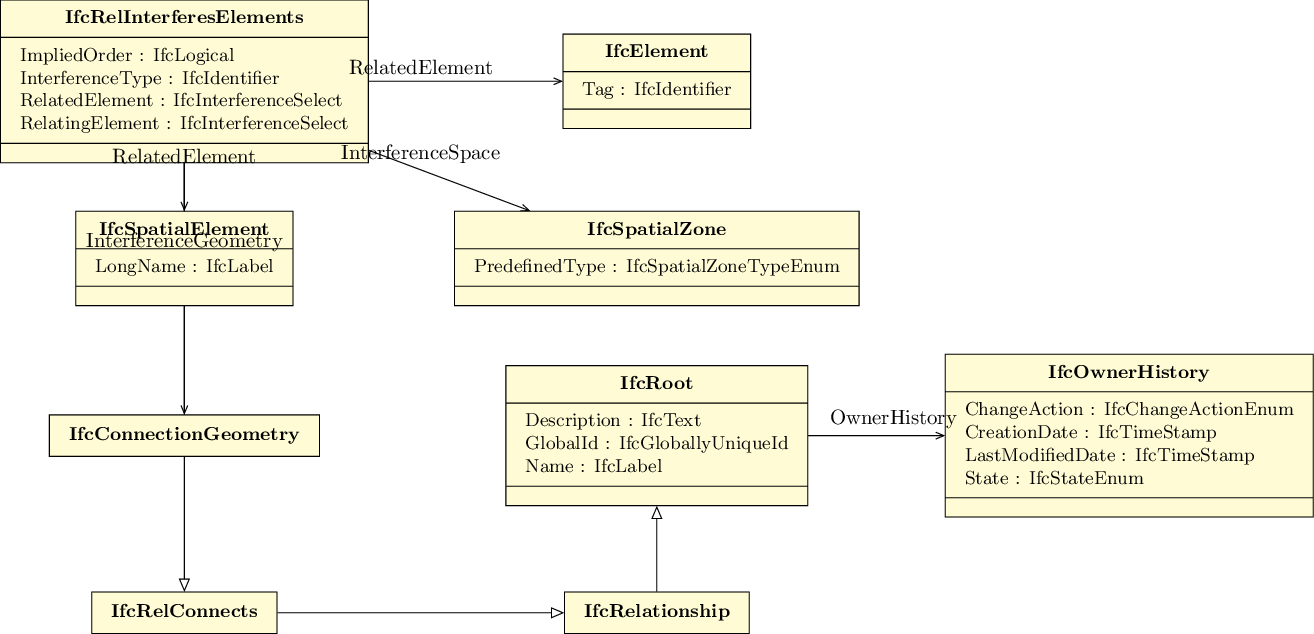 IfcRelInterferesElements
ImpliedOrder : IfcLogical
InterferenceType : IfcIdentifier
RelatedElement : IfcInterferenceSelect
RelatingElement : IfcInterferenceSelect
RelatedElement
IfcElement
Tag : IfcIdentifier
RelatedElement
InterferenceSpace
IfcSpatialElement
InterferenceGeometry
LongName : IfcLabel
IfcSpatialZone
PredefinedType : IfcSpatialZoneTypeEnum
IfcConnectionGeometry
IfcRoot
Description : IfcText
GlobalId : IfcGloballyUniqueId
Name : IfcLabel
OwnerHistory
IfcOwnerHistory
ChangeAction : IfcChangeActionEnum
CreationDate : IfcTimeStamp
LastModifiedDate : IfcTimeStamp
State : IfcStateEnum
IfcRelConnects
IfcRelationship